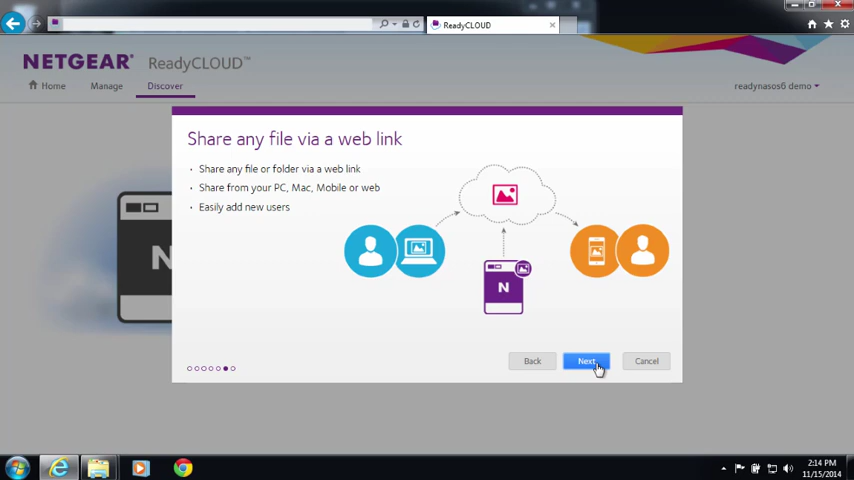 ReadyCLOUD
NETGEAR® ReadyCLOUD™
Home Manage Discover
readynasos6 demo
Share any file via a web link
· Share any file or folder via a web link
· Share from your PC, Mac, Mobile or web
· Easily add new users
N
N
Back Next Cancel
2:14 PM
11/15/2014